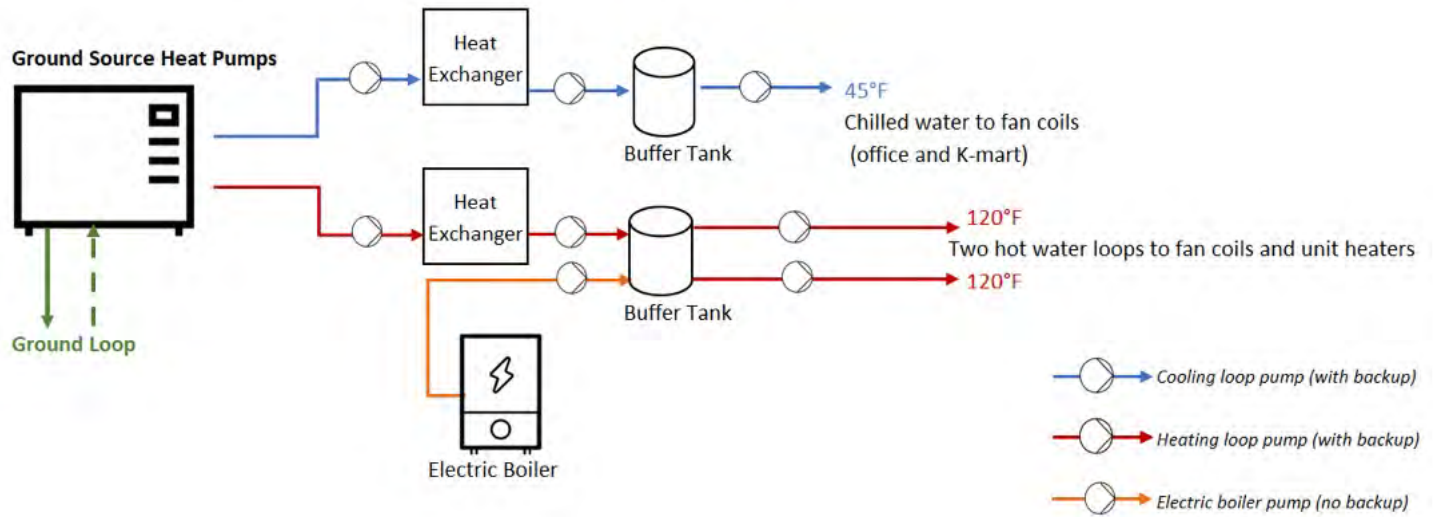 Ground Source Heat Pumps
Heat
Exchanger
Buffer Tank
45°F
Chilled water to fan coils
(office and K-mart)
Heat
Exchanger
Buffer Tank
120°F
Two hot water loops to fan coils and unit heaters
120°F
Ground Loop
Electric Boiler
Cooling loop pump (with backup)
Heating loop pump (with backup)
Electric boiler pump (no backup)